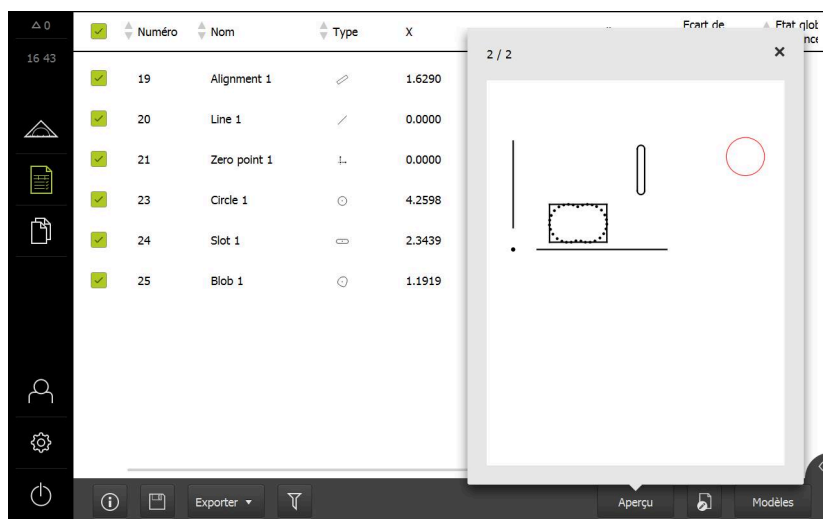 △ 0
16 43
Numéro Nom Type X Ecart de Etat glob
19 Alignment 1 1.6290
20 Line 1 0.0000
21 Zero point 1 0.0000
23 Circle 1 4.2598
24 Slot 1 2.3439
25 Blob 1 1.1919
2 / 2
Exporter Aperçu Modèles